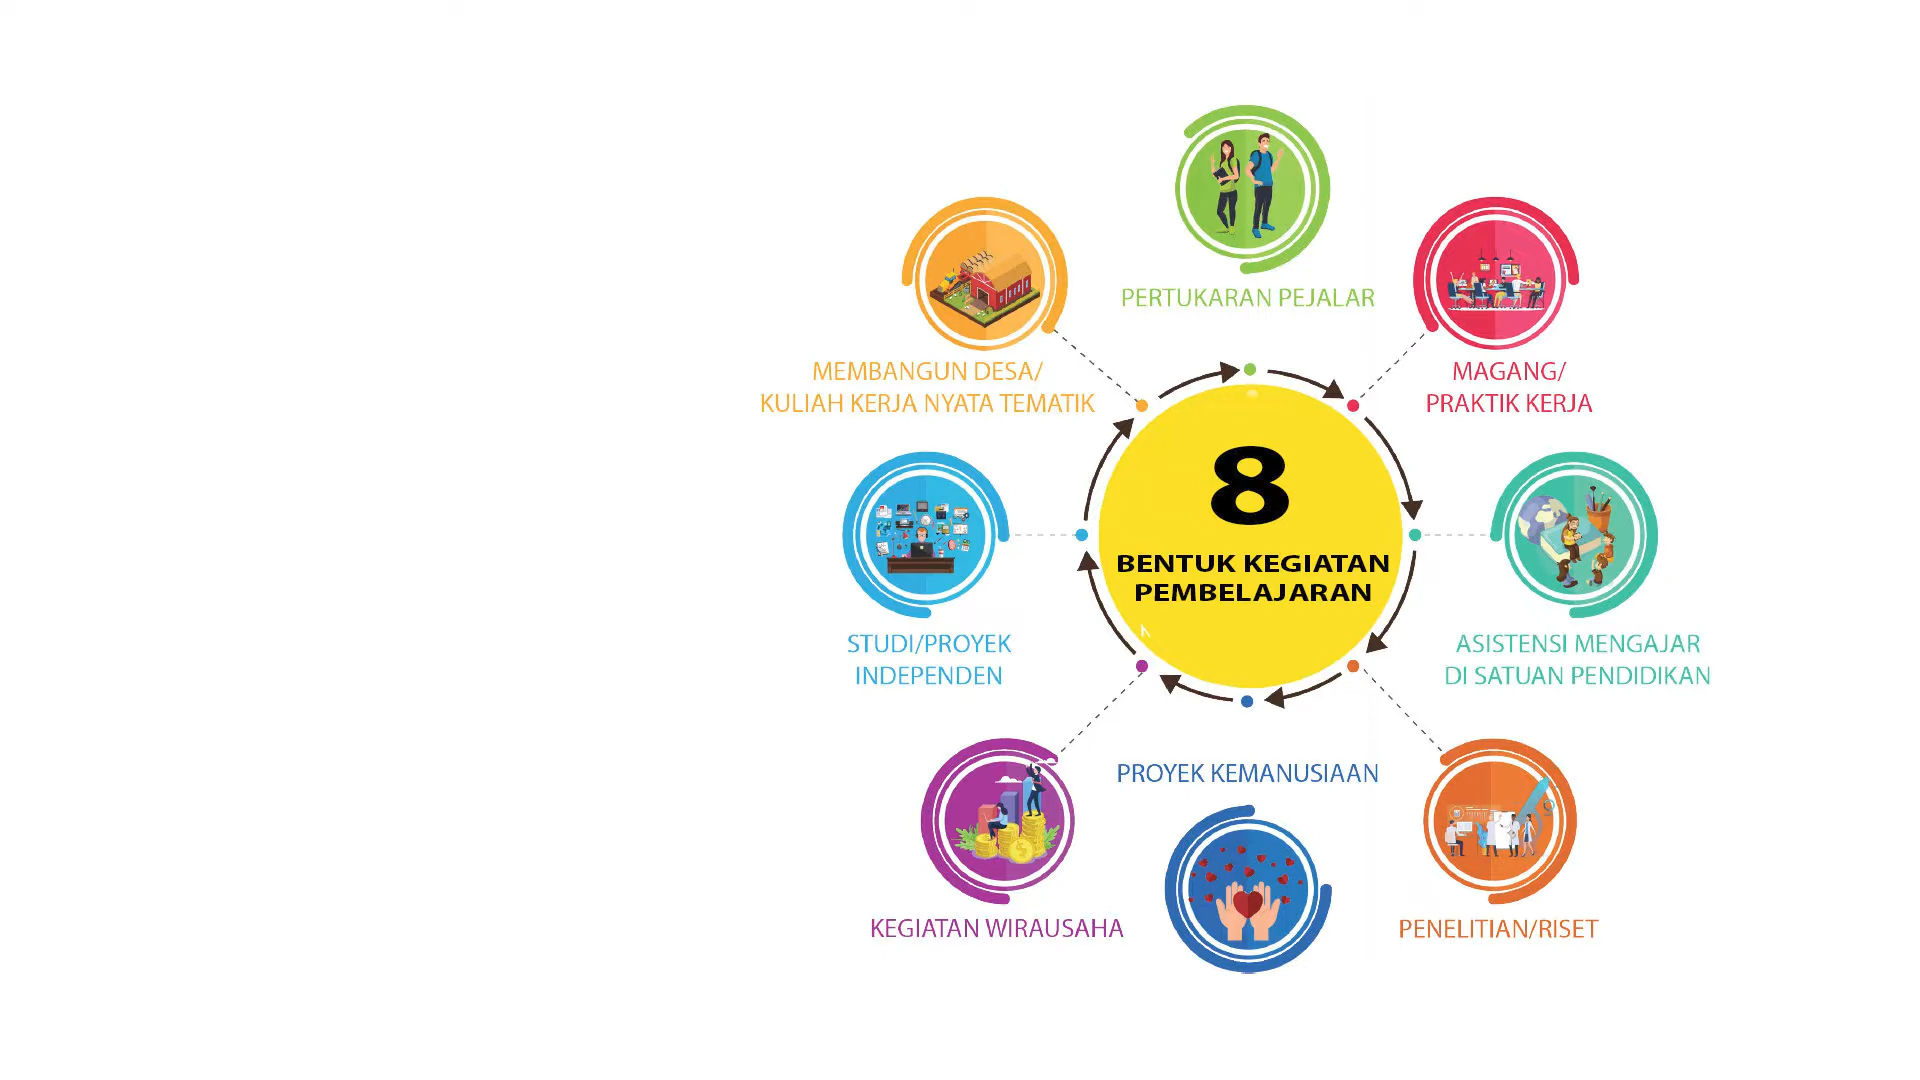 PERTUKARAN PEJALAR
MEMBANGUN DESA/
KULIAH KERJA NYATA TEMATIK
MAGANG/
PRAKTIK KERJA
8
BENTUK KEGIATAN
PEMBELAJARAN
STUDI/PROYEK
INDEPENDEN
ASISTENSI MENGAJAR
DI SATUAN PENDIDIKAN
PROYEK KEMANUSIAAN
KEGIATAN WIRAUSAHA
PENELITIAN/RISET